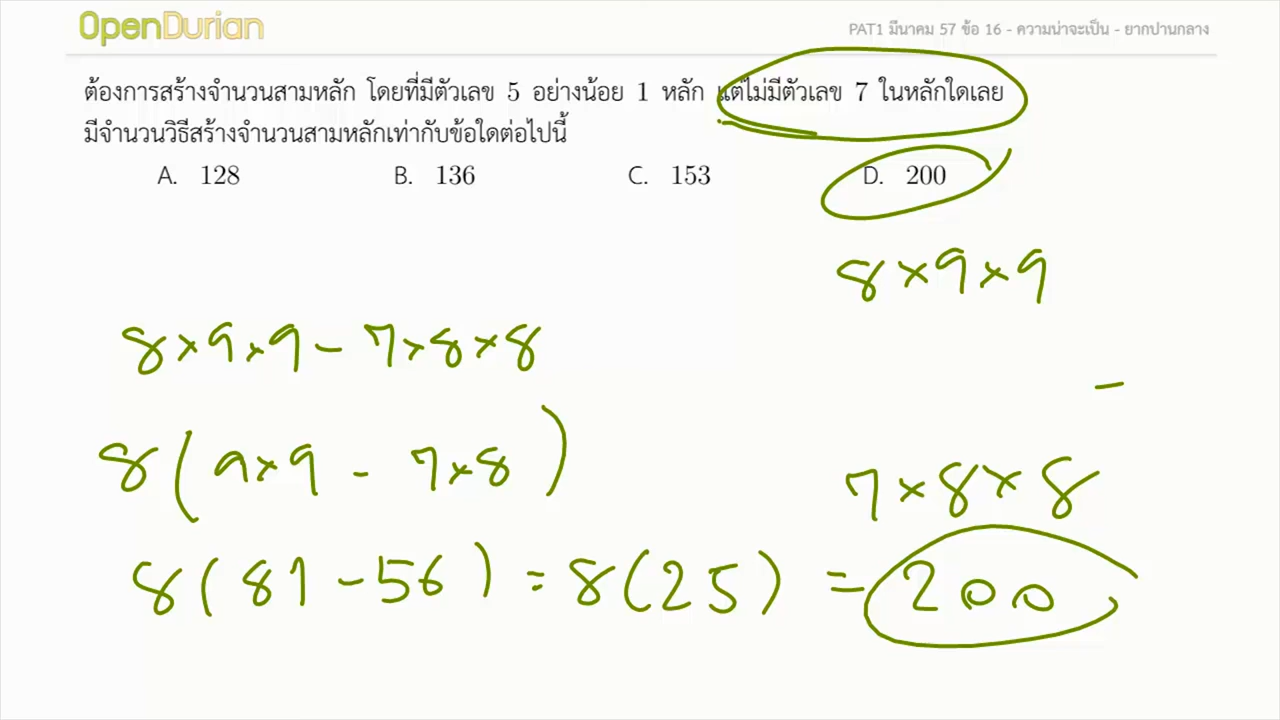 OpenDurian
PAT1 มีนาคม 57 ข้อ 16 - ความน่าจะเป็น - ยากปานกลาง
ต้องการสร้างจำนวนสามหลัก โดยที่มีตัวเลข 5 อย่างน้อย 1 หลัก แต่ไม่มีตัวเลข 7 ในหลักใดเลย
มีจำนวนวิธีสร้างจำนวนสามหลักเท่ากับข้อใดต่อไปนี้
A. 128 B. 136 C. 153 D. 200
8×9×9
8×9×9 - 7×8×8
-
8(9×9 - 7×8)
7×8×8
8(81-56) = 8(25) = 200